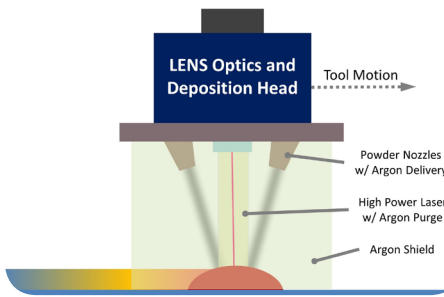 LENS Optics and
Deposition Head
Tool Motion
Powder Nozzles
w/ Argon Delivery
High Power Laser
w/ Argon Purge
Argon Shield